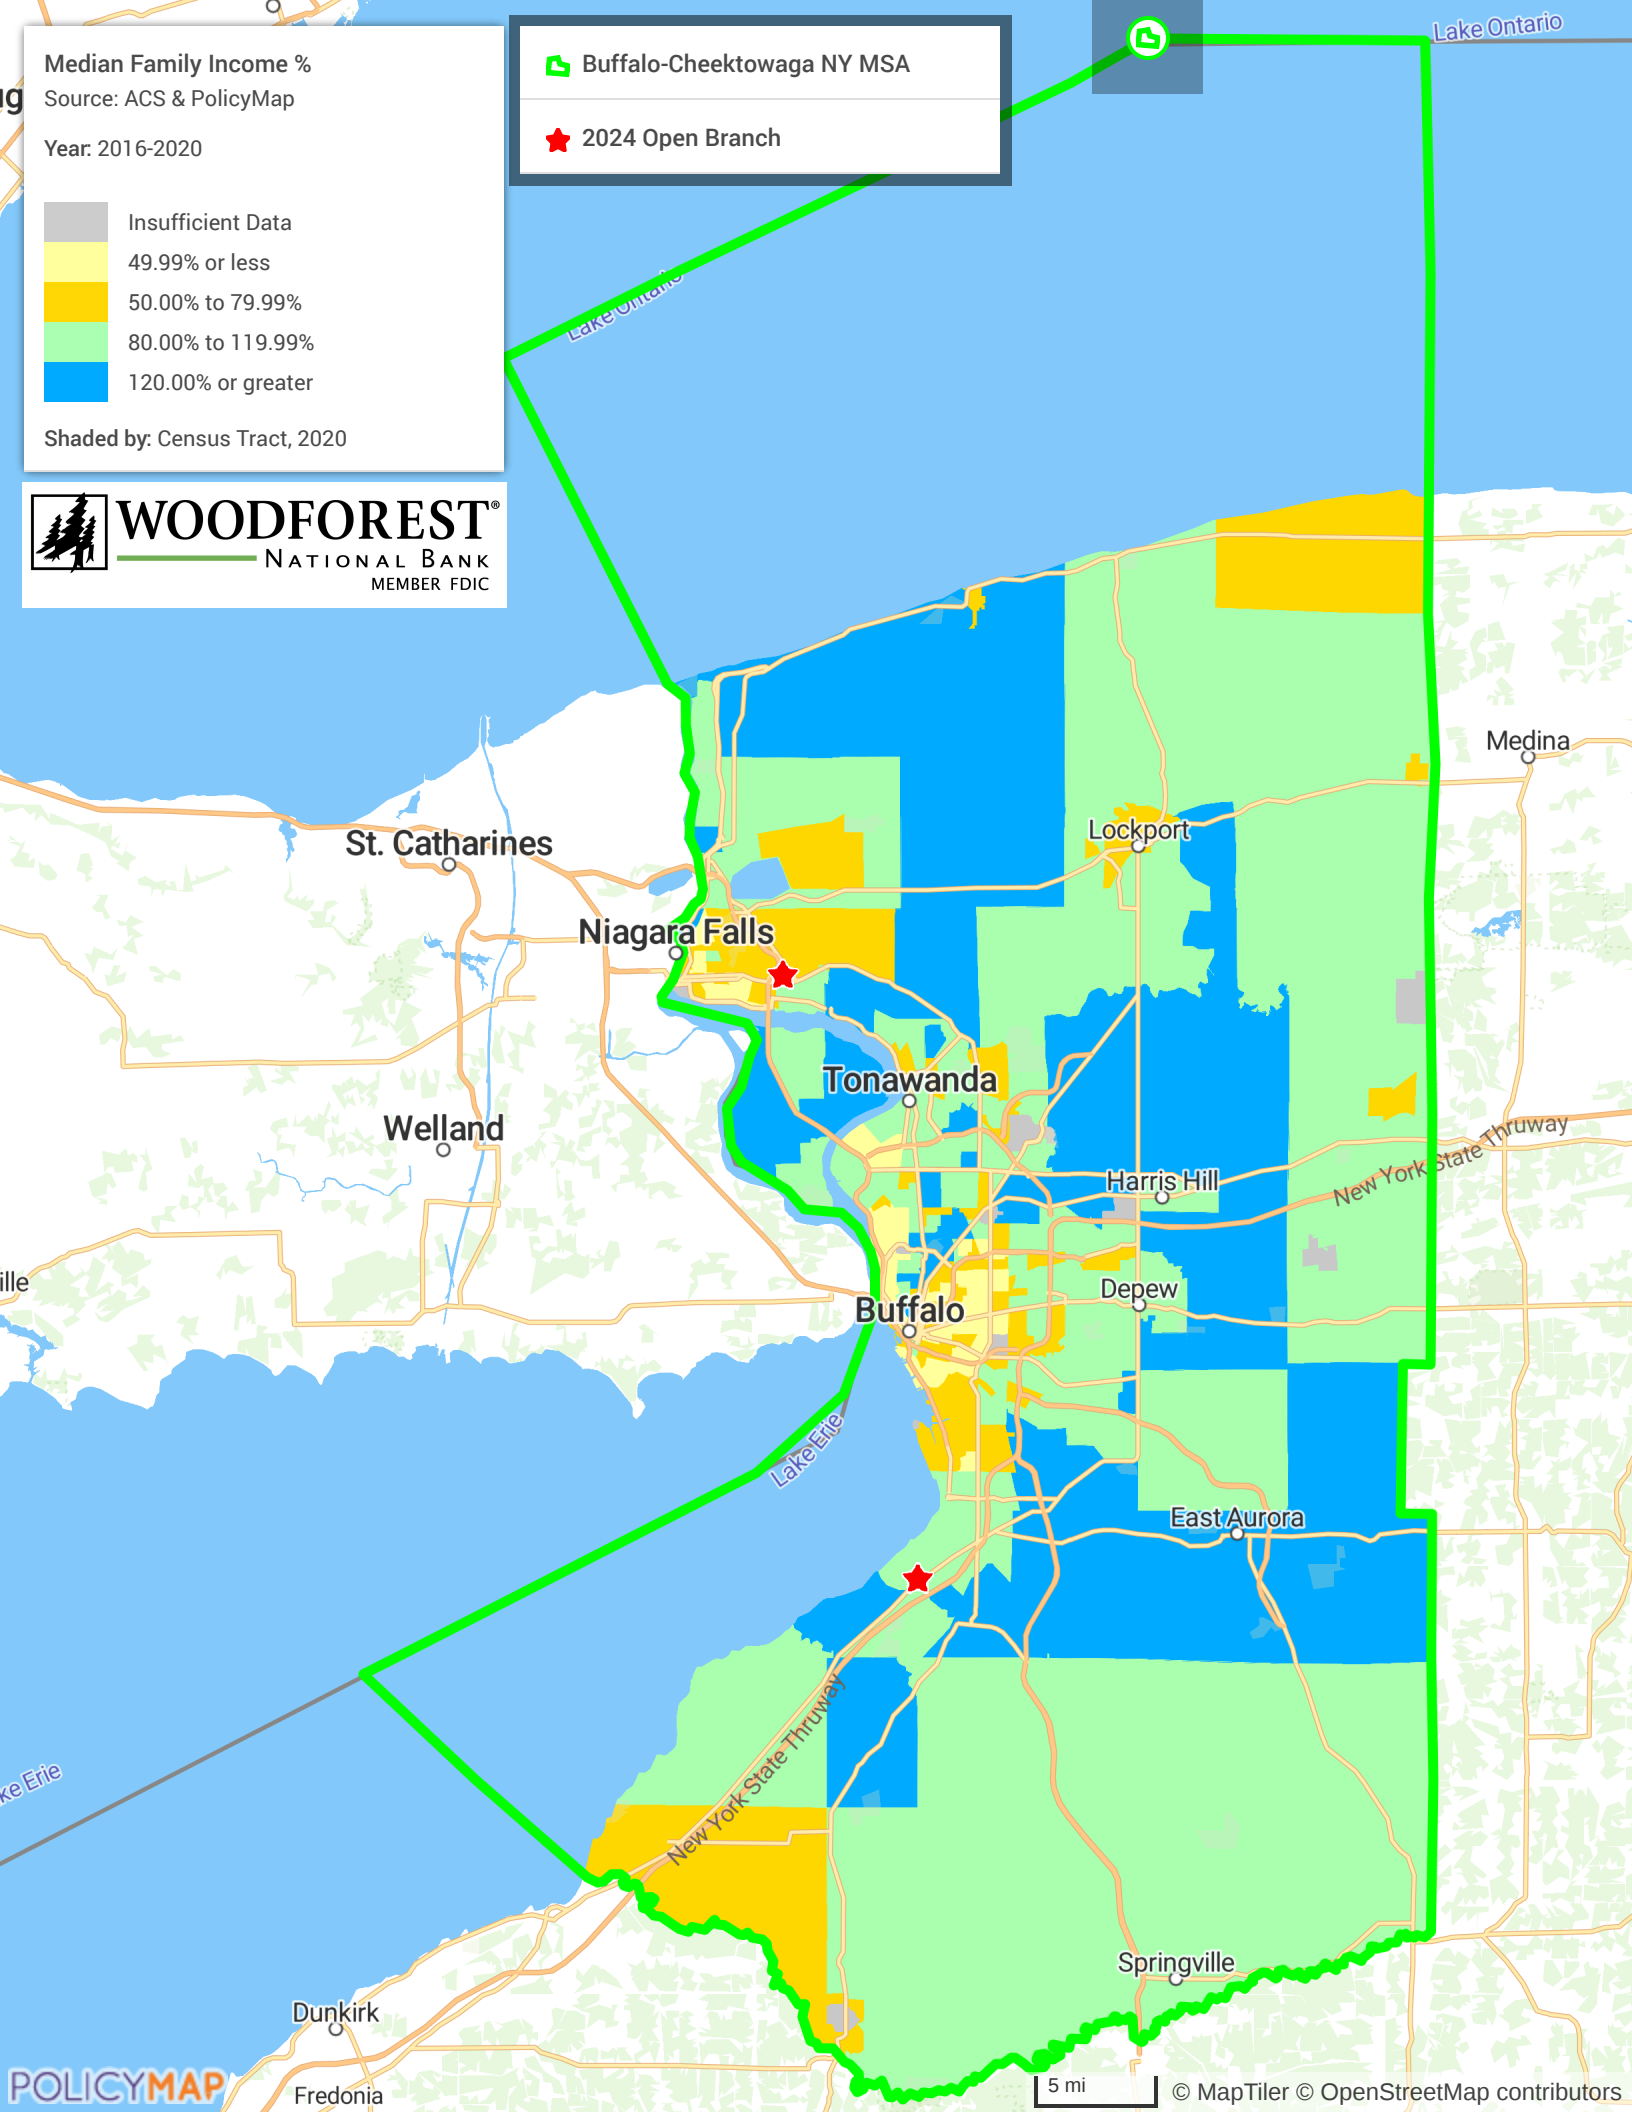 Median Family Income %
Source: ACS & PolicyMap
Year: 2016-2020
Insufficient Data
49.99% or less
50.00% to 79.99%
80.00% to 119.99%
120.00% or greater
Shaded by: Census Tract, 2020
Buffalo-Cheektowaga NY MSA
2024 Open Branch
WOODFOREST®
NATIONAL BANK
MEMBER FDIC
Lake Ontario
Lake Ontario
Medina
Lockport
St. Catharines
Niagara Falls
Tonawanda
Welland
New York State Thruway
Harris Hill
ille
Depew
Buffalo
Lake Erie
East Aurora
New York State Thruway
ke Erie
Springville
Dunkirk
Fredonia
POLICYMAP
5 mi
© MapTiler © OpenStreetMap contributors